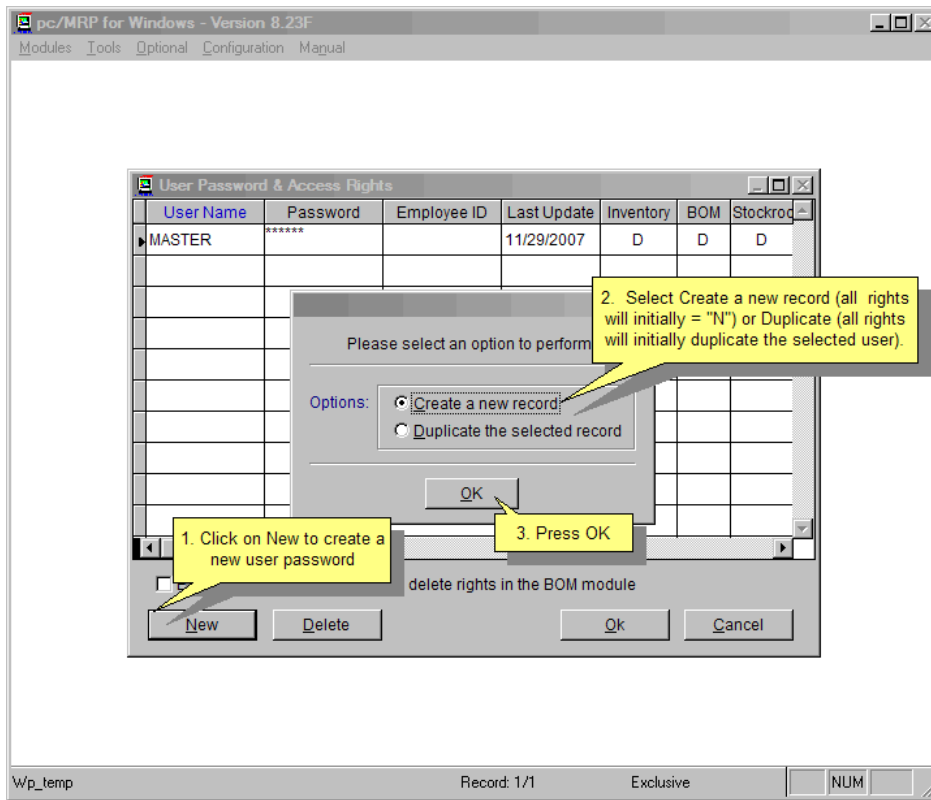 pc/MRP for Windows - Version 8.23F
Modules Tools Optional Configuration Manual
User Password & Access Rights
User Name Password Employee ID Last Update Inventory BOM Stockroo
MASTER ****** 11/29/2007 D D D
2. Select Create a new record (all rights
will initially = "N") or Duplicate (all rights
will initially duplicate the selected user).
Please select an option to perform
Options: Create a new record
Duplicate the selected record
OK
3. Press OK
1. Click on New to create a
new user password
delete rights in the BOM module
New Delete Ok Cancel
Wp_temp Record: 1/1 Exclusive NUM